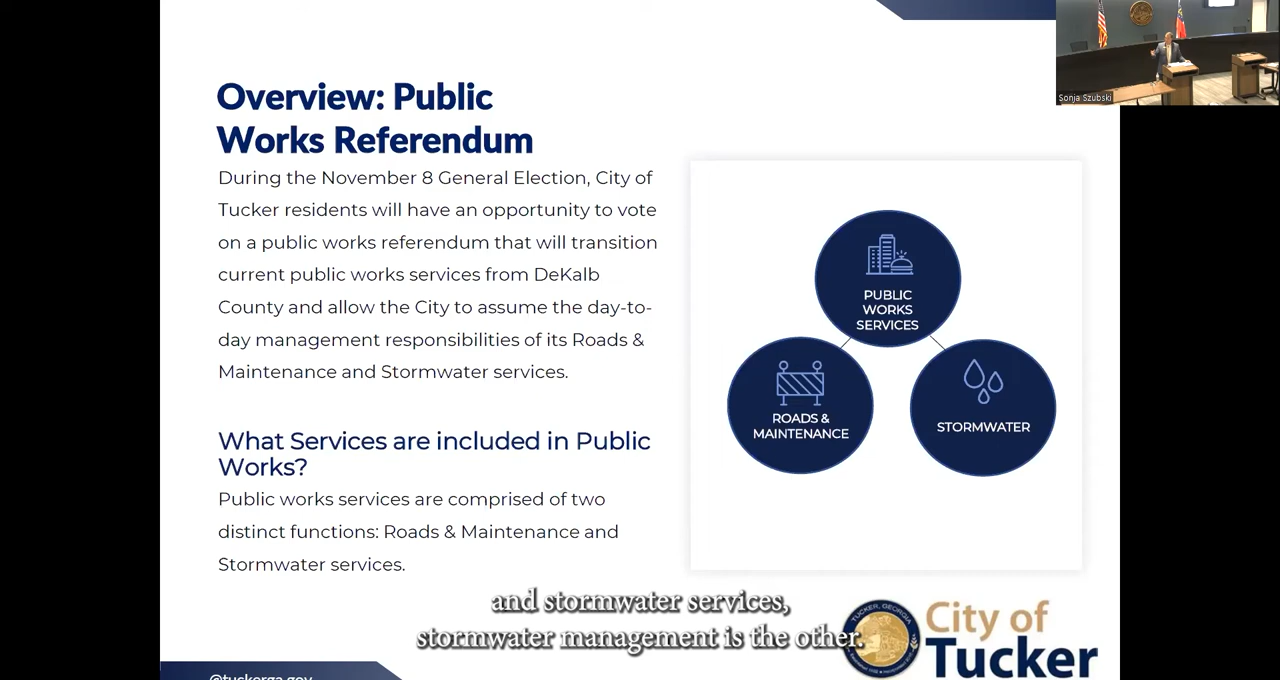 Sonja Szubski
Overview: Public
Works Referendum
During the November 8 General Election, City of
Tucker residents will have an opportunity to vote
on a public works referendum that will transition
current public works services from DeKalb
County and allow the City to assume the day-to-
day management responsibilities of its Roads &
Maintenance and Stormwater services.
What Services are included in Public
Works?
Public works services are comprised of two
distinct functions: Roads & Maintenance and
Stormwater services.
PUBLIC
WORKS
SERVICES
ROADS &
MAINTENANCE
STORMWATER
and stormwater services,
stormwater management is the other.
TUCKER, GEORGIA
City of
Tucker
@tuckerga.gov